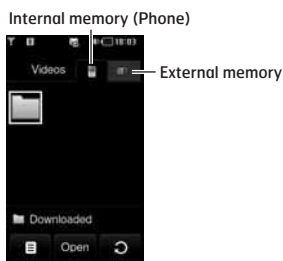 Internal memory (Phone)
18:03
Videos
External memory
Downloaded
Open